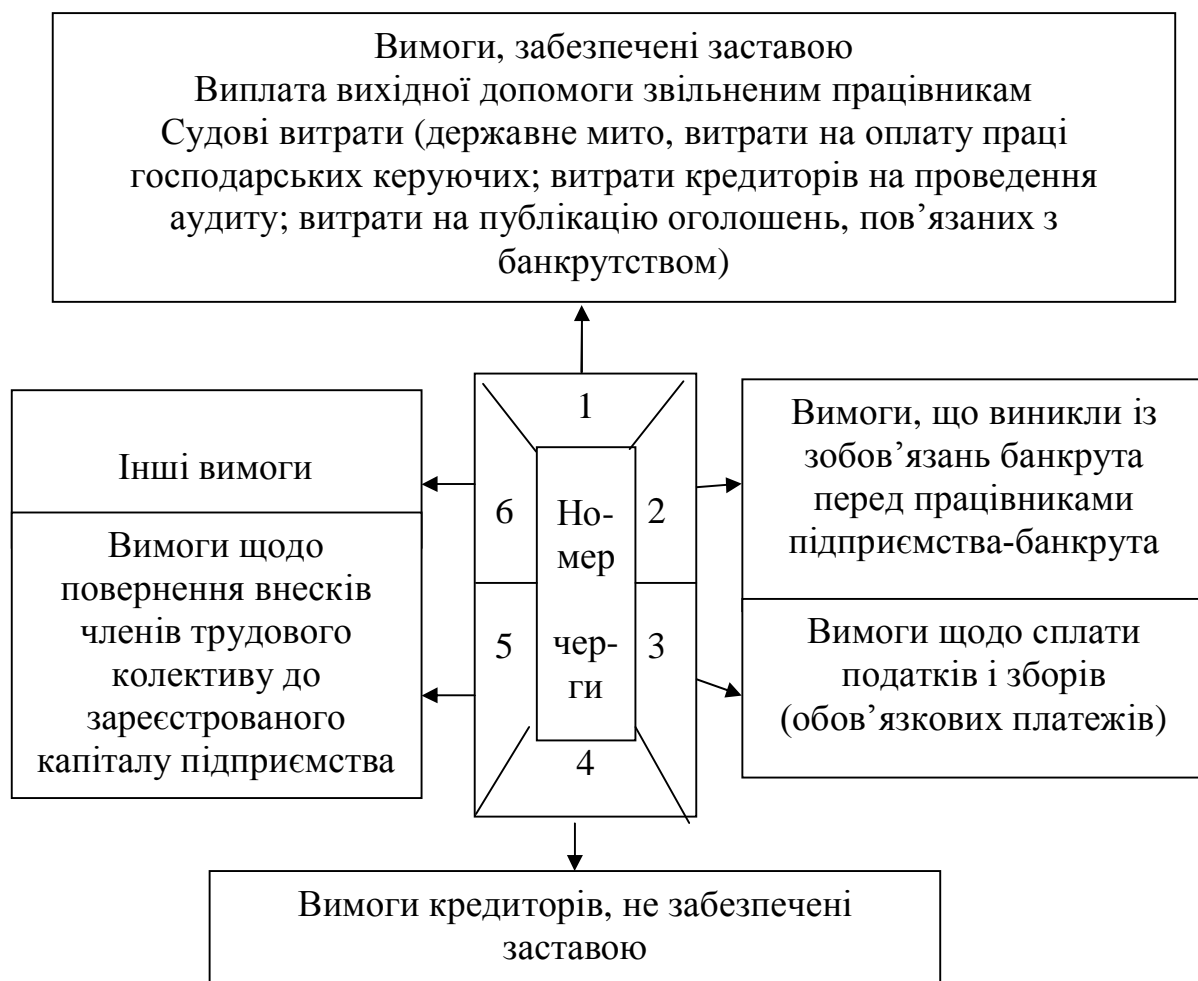 Вимоги, забезпечені заставою
Виплата вихідної допомоги звільненим працівникам
Судові витрати (державне мито, витрати на оплату праці
господарських керуючих; витрати кредиторів на проведення
аудиту; витрати на публікацію оголошень, пов’язаних з
банкрутством)
1
Інші вимоги
6
Но-
мер
чер-
ги
2
Вимоги, що виникли із
зобов’язань банкрута
перед працівниками
підприємства-банкрута
Вимоги щодо
повернення внесків
членів трудового
колективу до
зареєстрованого
капіталу підприємства
5
3
Вимоги щодо сплати
податків і зборів
(обов’язкових платежів)
4
Вимоги кредиторів, не забезпечені
заставою